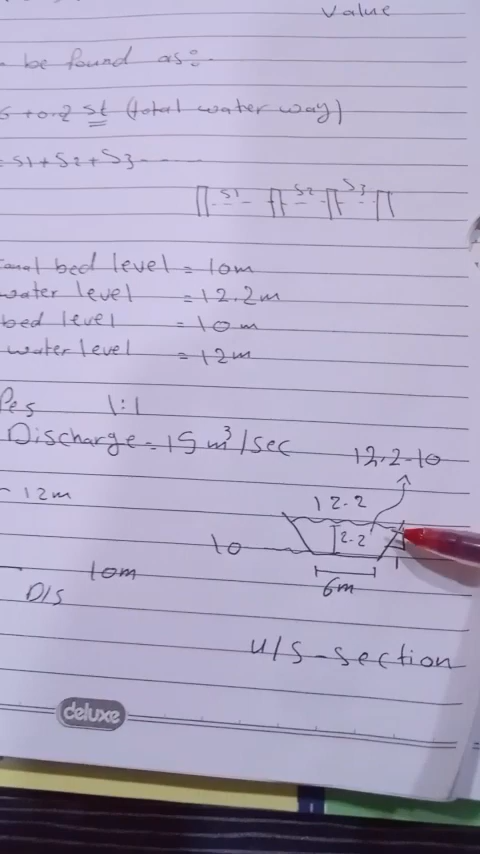 value
be found as:-
+0.2 st (total water way)
= S1 + S2 + S3 -----
S1 S2 S3
bed level = 10m
water level = 12.2m
bed level = 10m
water level = 12m
1:1
Discharge = 15 m³/sec
12.2-10
12m
12.2
2.2
10
10m
6m
D/S
U/S-Section
deluxe